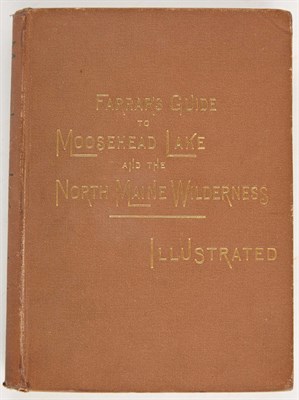 FARRAR'S GUIDE
TO
MOOSEHEAD LAKE
AND THE
NORTH MAINE WILDERNESS
ILLUSTRATED